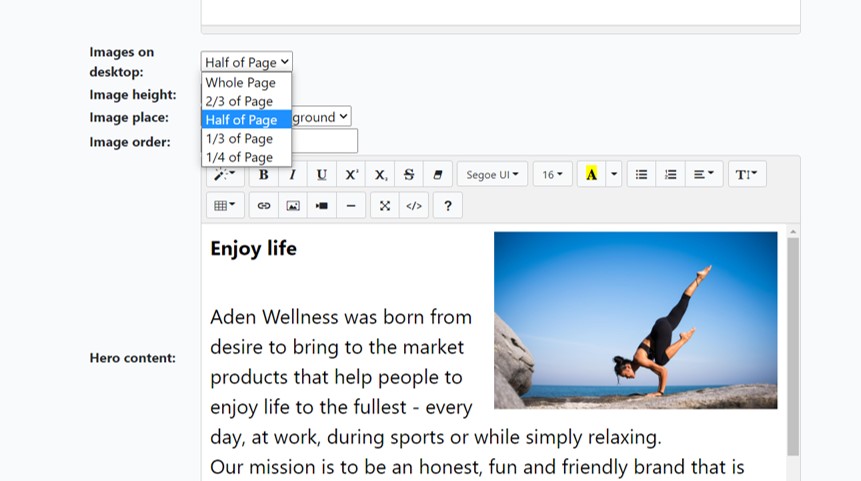 Images on
desktop:
Half of Page
Whole Page
2/3 of Page
Half of Page
1/3 of Page
1/4 of Page
Image height:
Image place:
ground
Image order:
B I U X S
Segoe UI
16
A
TI
</>
?
Hero content:
Enjoy life
Aden Wellness was born from
desire to bring to the market
products that help people to
enjoy life to the fullest - every
day, at work, during sports or while simply relaxing.
Our mission is to be an honest, fun and friendly brand that is